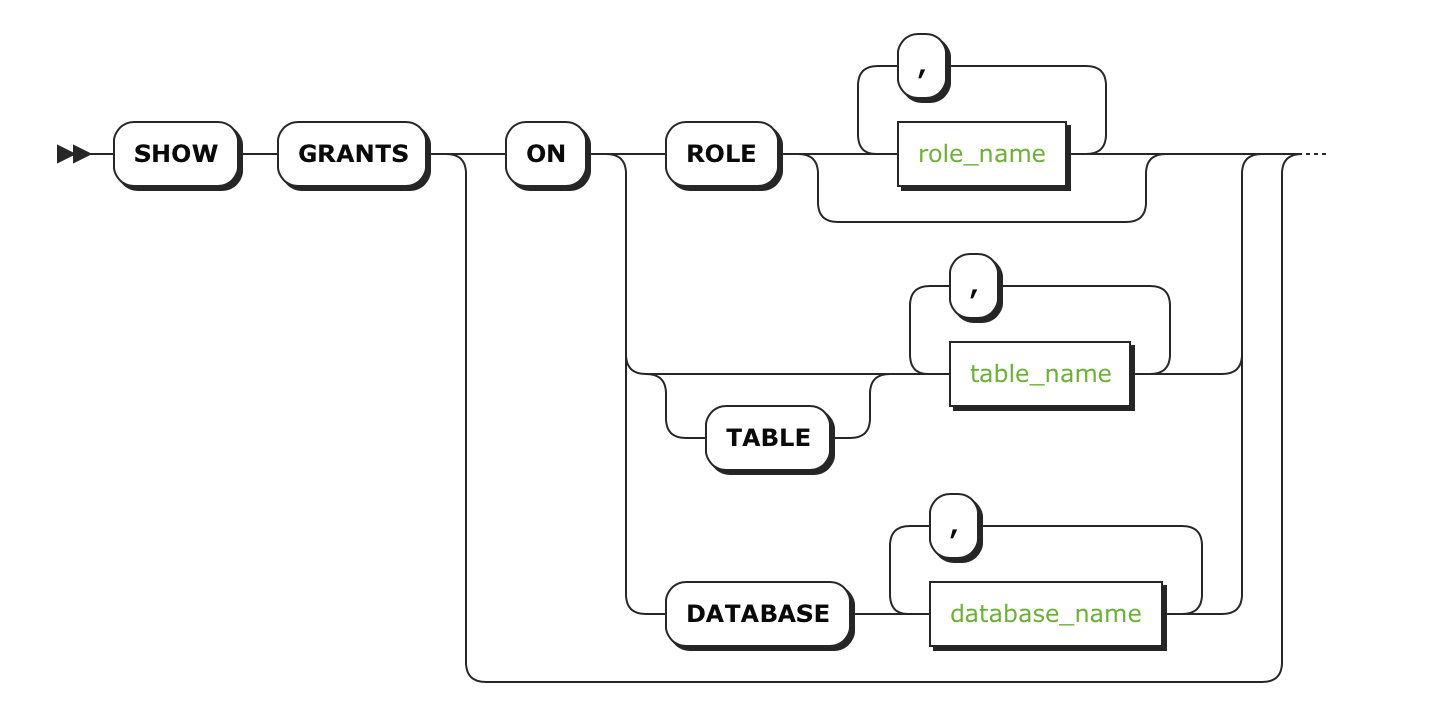 ,
SHOW GRANTS ON ROLE role_name
,
table_name
TABLE
,
DATABASE database_name